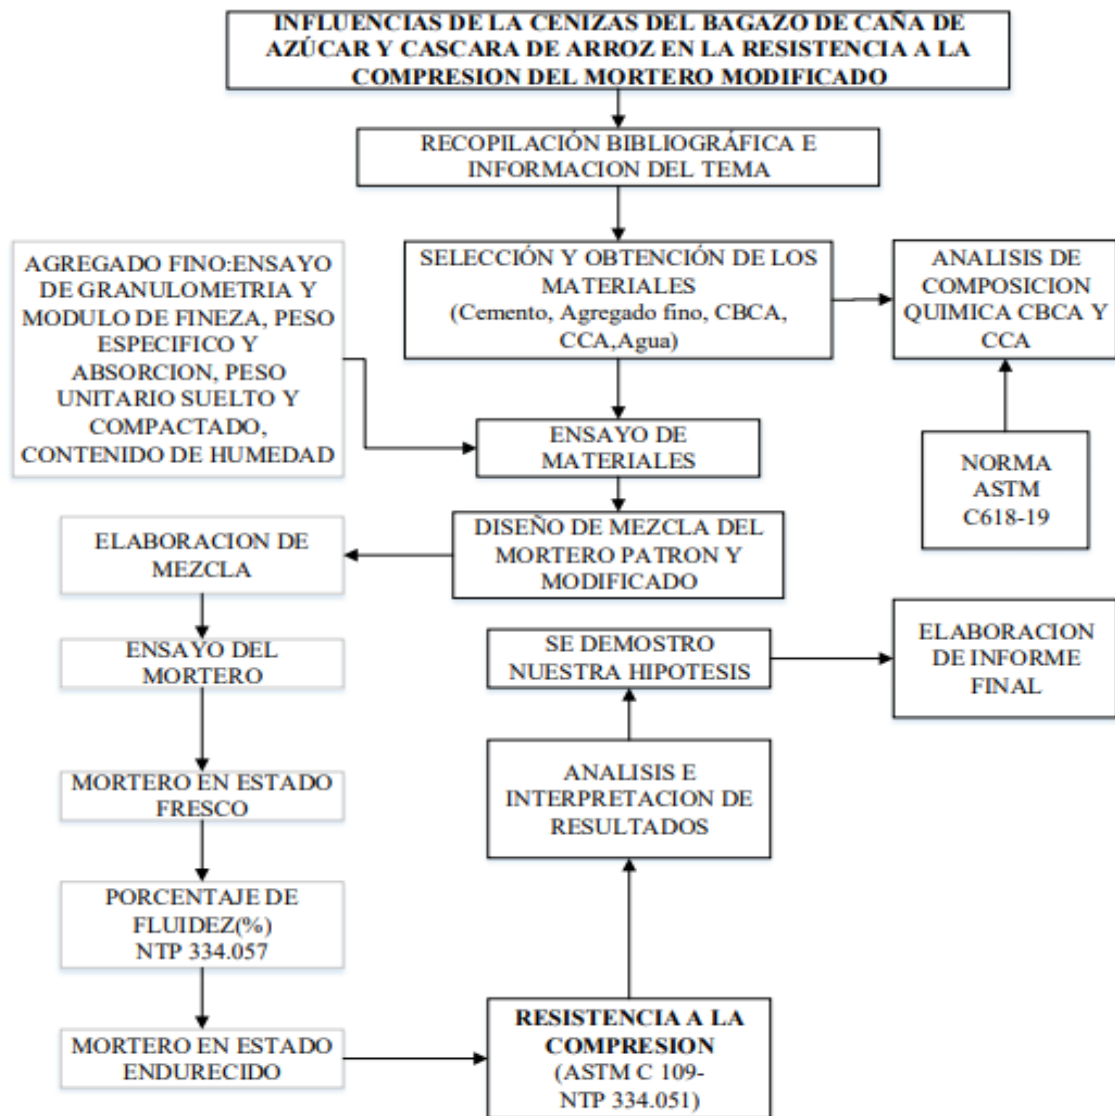 INFLUENCIAS DE LA CENIZAS DEL BAGAZO DE CAÑA DE
AZÚCAR Y CASCARA DE ARROZ EN LA RESISTENCIA A LA
COMPRESION DEL MORTERO MODIFICADO
RECOPILACIÓN BIBLIOGRÁFICA E
INFORMACION DEL TEMA
SELECCIÓN Y OBTENCIÓN DE LOS
MATERIALES
(Cemento, Agregado fino, CBCA,
CCA,Agua)
ANALISIS DE
COMPOSICION
QUIMICA CBCA Y
CCA
NORMA
ASTM
C618-19
AGREGADO FINO:ENSAYO
DE GRANULOMETRIA Y
MODULO DE FINEZA, PESO
ESPECIFICO Y
ABSORCION, PESO
UNITARIO SUELTO Y
COMPACTADO,
CONTENIDO DE HUMEDAD
ENSAYO DE
MATERIALES
DISEÑO DE MEZCLA DEL
MORTERO PATRON Y
MODIFICADO
ELABORACION DE
MEZCLA
ENSAYO DEL
MORTERO
MORTERO EN ESTADO
FRESCO
PORCENTAJE DE
FLUIDEZ(%)
NTP 334.057
MORTERO EN ESTADO
ENDURECIDO
RESISTENCIA A LA
COMPRESION
(ASTM C 109-
NTP 334.051)
ANALISIS E
INTERPRETACION DE
RESULTADOS
SE DEMOSTRO
NUESTRA HIPOTESIS
ELABORACION
DE INFORME
FINAL